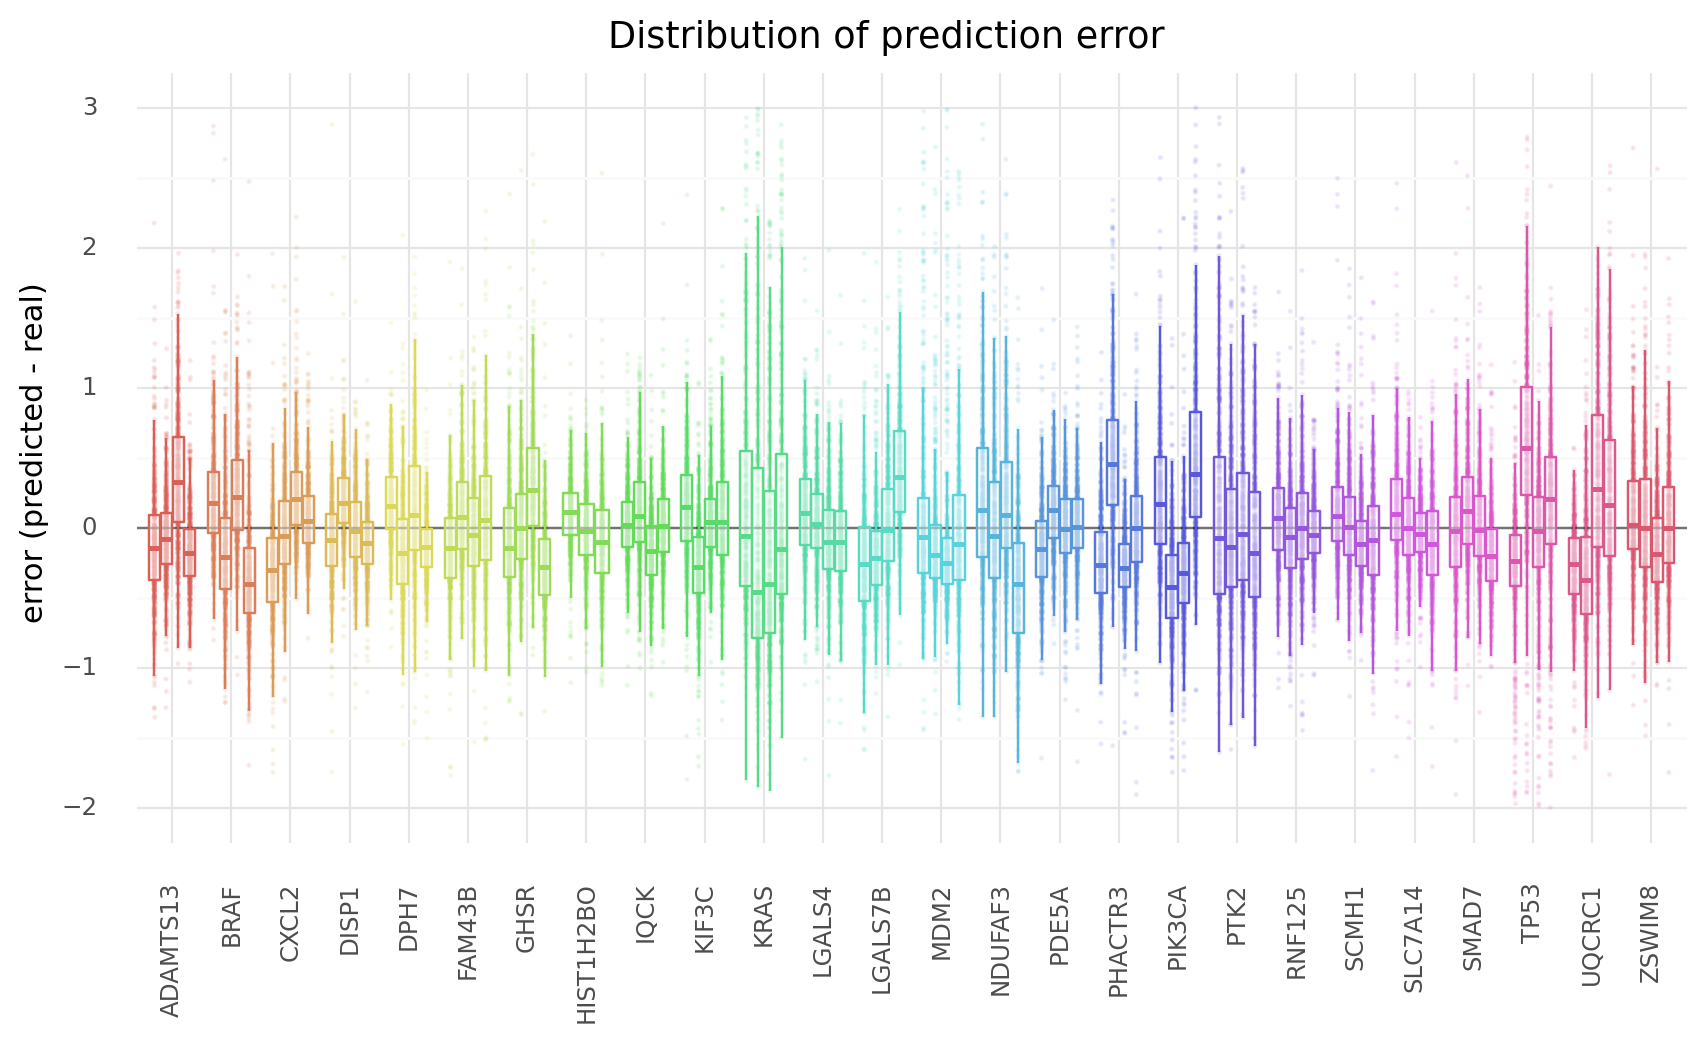 Distribution of prediction error
error (predicted - real)
3
2
1
0
−1
−2
ADAMTS13
BRAF
CXCL2
DISP1
DPH7
FAM43B
GHSR
HIST1H2BO
IQCK
KIF3C
KRAS
LGALS4
LGALS7B
MDM2
NDUFAF3
PDE5A
PHACTR3
PIK3CA
PTK2
RNF125
SCMH1
SLC7A14
SMAD7
TP53
UQCRC1
ZSWIM8